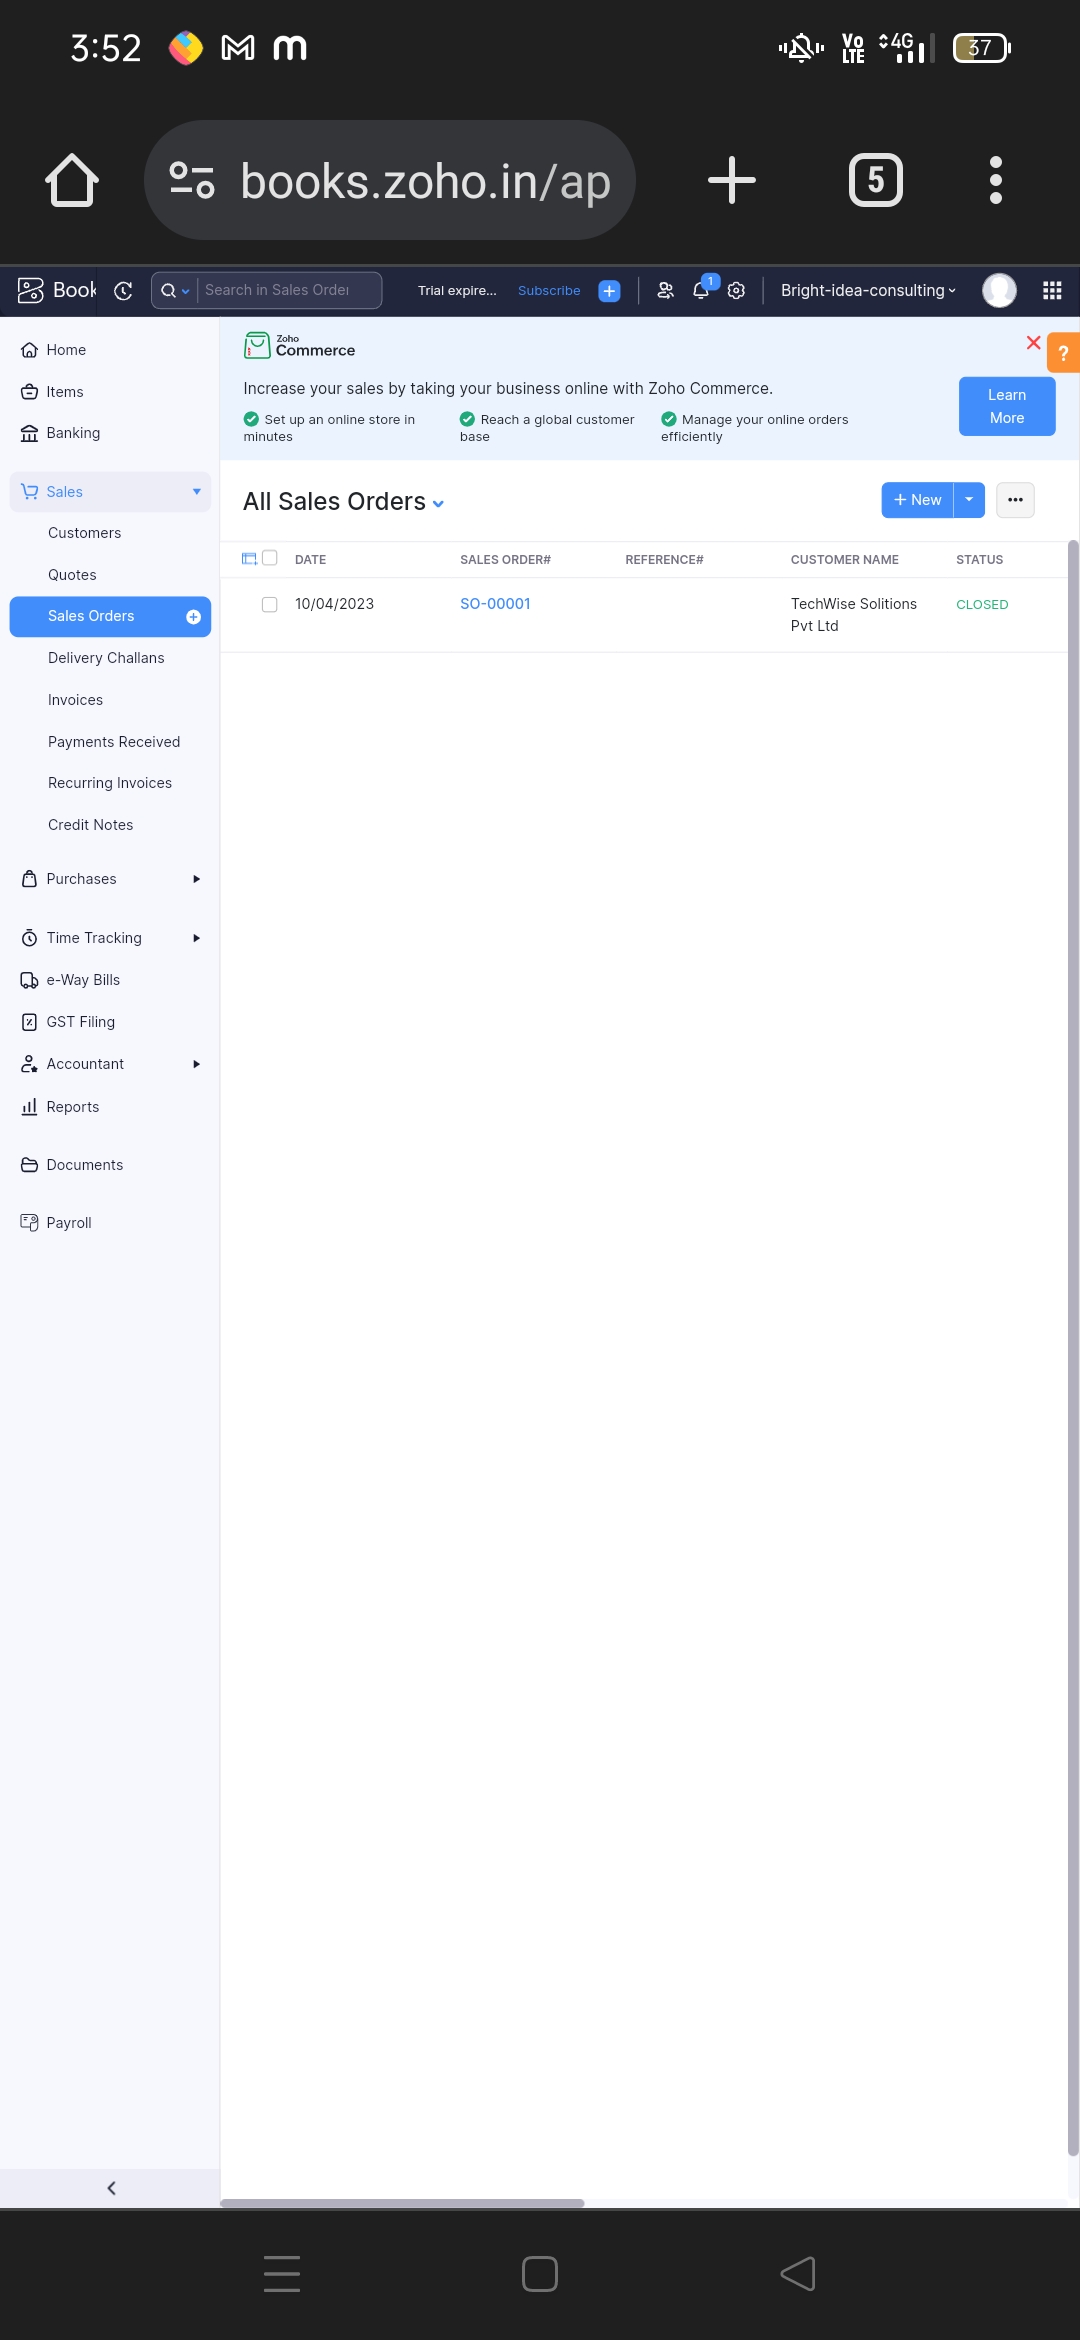 3:52
Vo
LTE
4G
37
books.zoho.in/ap
5
Book
Search in Sales Order
Trial expire...
Subscribe
1
Bright-idea-consulting
Home
Items
Banking
Sales
Customers
Quotes
Sales Orders
Delivery Challans
Invoices
Payments Received
Recurring Invoices
Credit Notes
Purchases
Time Tracking
e-Way Bills
GST Filing
Accountant
Reports
Documents
Payroll
Zoho
Commerce
?
Increase your sales by taking your business online with Zoho Commerce.
Set up an online store in
minutes
Reach a global customer
base
Manage your online orders
efficiently
Learn
More
All Sales Orders
+ New
DATE SALES ORDER# REFERENCE# CUSTOMER NAME STATUS
10/04/2023 SO-00001 TechWise Solitions CLOSED
Pvt Ltd